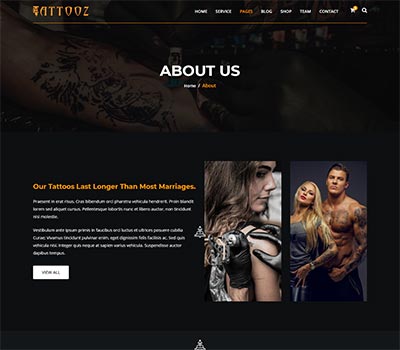 TATTOOZ
HOME SERVICE PAGES BLOG SHOP TEAM CONTACT
ABOUT US
Home / About
Our Tattoos Last Longer Than Most Marriages.
Praesent in erat risus. Cras bibendum orci pharetra vehicula hendrerit. Proin blandit
lorem sed aliquet cursus. Pellentesque lobortis nunc et libero auctor, non tincidunt
nisi molestie.
Vestibulum ante ipsum primis in faucibus orci luctus et ultrices posuere cubilia
Curae; Vivamus tincidunt pulvinar enim, eget dignissim felis facilisis ac. Sed quis
vehicula nisi. Integer quis neque at sapien varius vehicula. Suspendisse auctor
dapibus tempus.
VIEW ALL